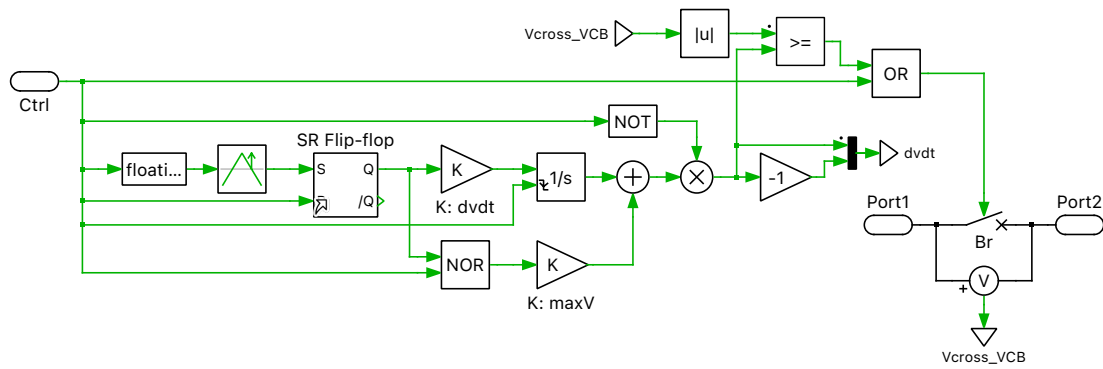 Vcross_VCB
|u|
>=
OR
Ctrl
NOT
SR Flip-flop
floati...
S
Q
/Q
K
K: dvdt
1/s
-1
dvdt
NOR
K
K: maxV
Port1
Port2
Br
V
+
Vcross_VCB